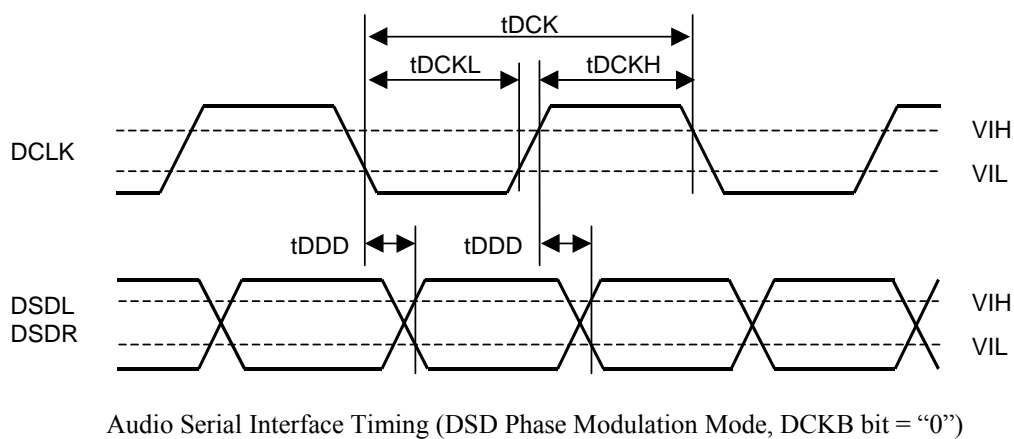 tDCK
tDCKL
tDCKH
DCLK
VIH
VIL
tDDD
tDDD
DSDL
DSDR
VIH
VIL
Audio Serial Interface Timing (DSD Phase Modulation Mode, DCKB bit = “0”)